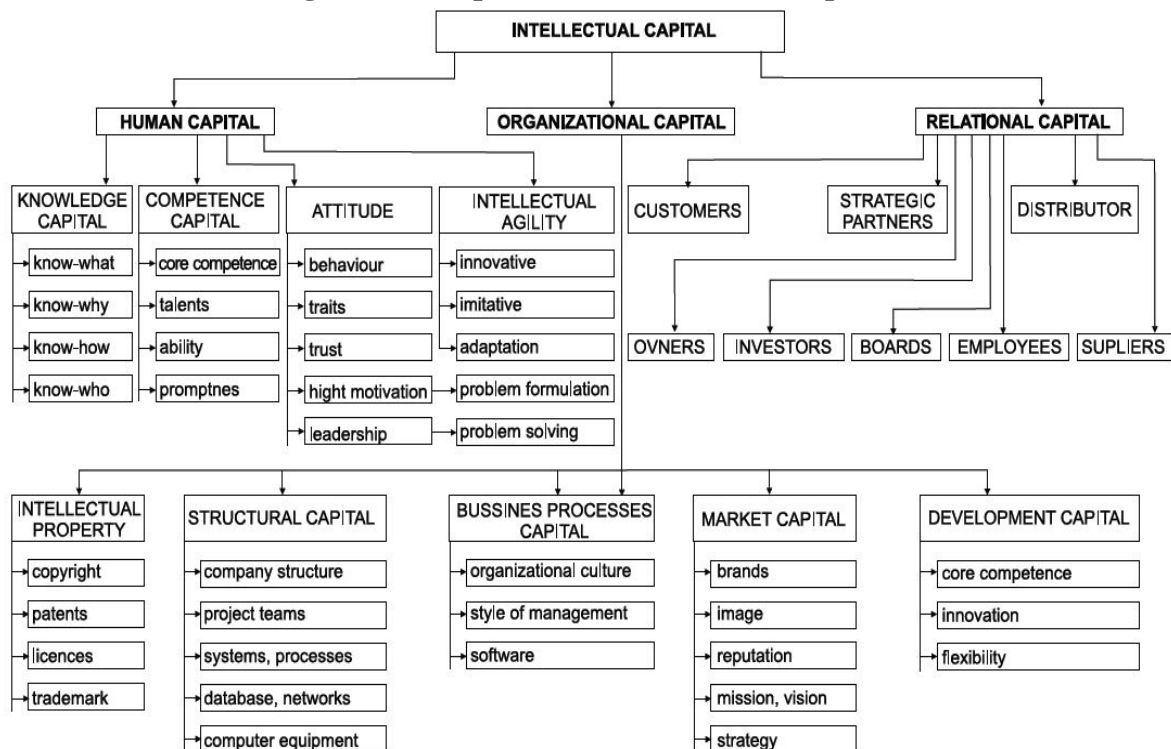 INTELLECTUAL CAPITAL
HUMAN CAPITAL
ORGANIZATIONAL CAPITAL
RELATIONAL CAPITAL
KNOWLEDGE
CAPITAL
COMPETENCE
CAPITAL
ATTITUDE
INTELLECTUAL
AGILITY
CUSTOMERS
STRATEGIC
PARTNERS
DISTRIBUTOR
know-what
core competence
behaviour
innovative
know-why
talents
traits
imitative
know-how
ability
trust
adaptation
OVNERS
INVESTORS
BOARDS
EMPLOYEES
SUPLIERS
know-who
promptnes
hight motivation
problem formulation
leadership
problem solving
INTELLECTUAL
PROPERTY
STRUCTURAL CAPITAL
BUSSINES PROCESSES
CAPITAL
MARKET CAPITAL
DEVELOPMENT CAPITAL
copyright
company structure
organizational culture
brands
core competence
patents
project teams
style of management
image
innovation
licences
systems, processes
software
reputation
flexibility
trademark
database, networks
mission, vision
computer equipment
strategy